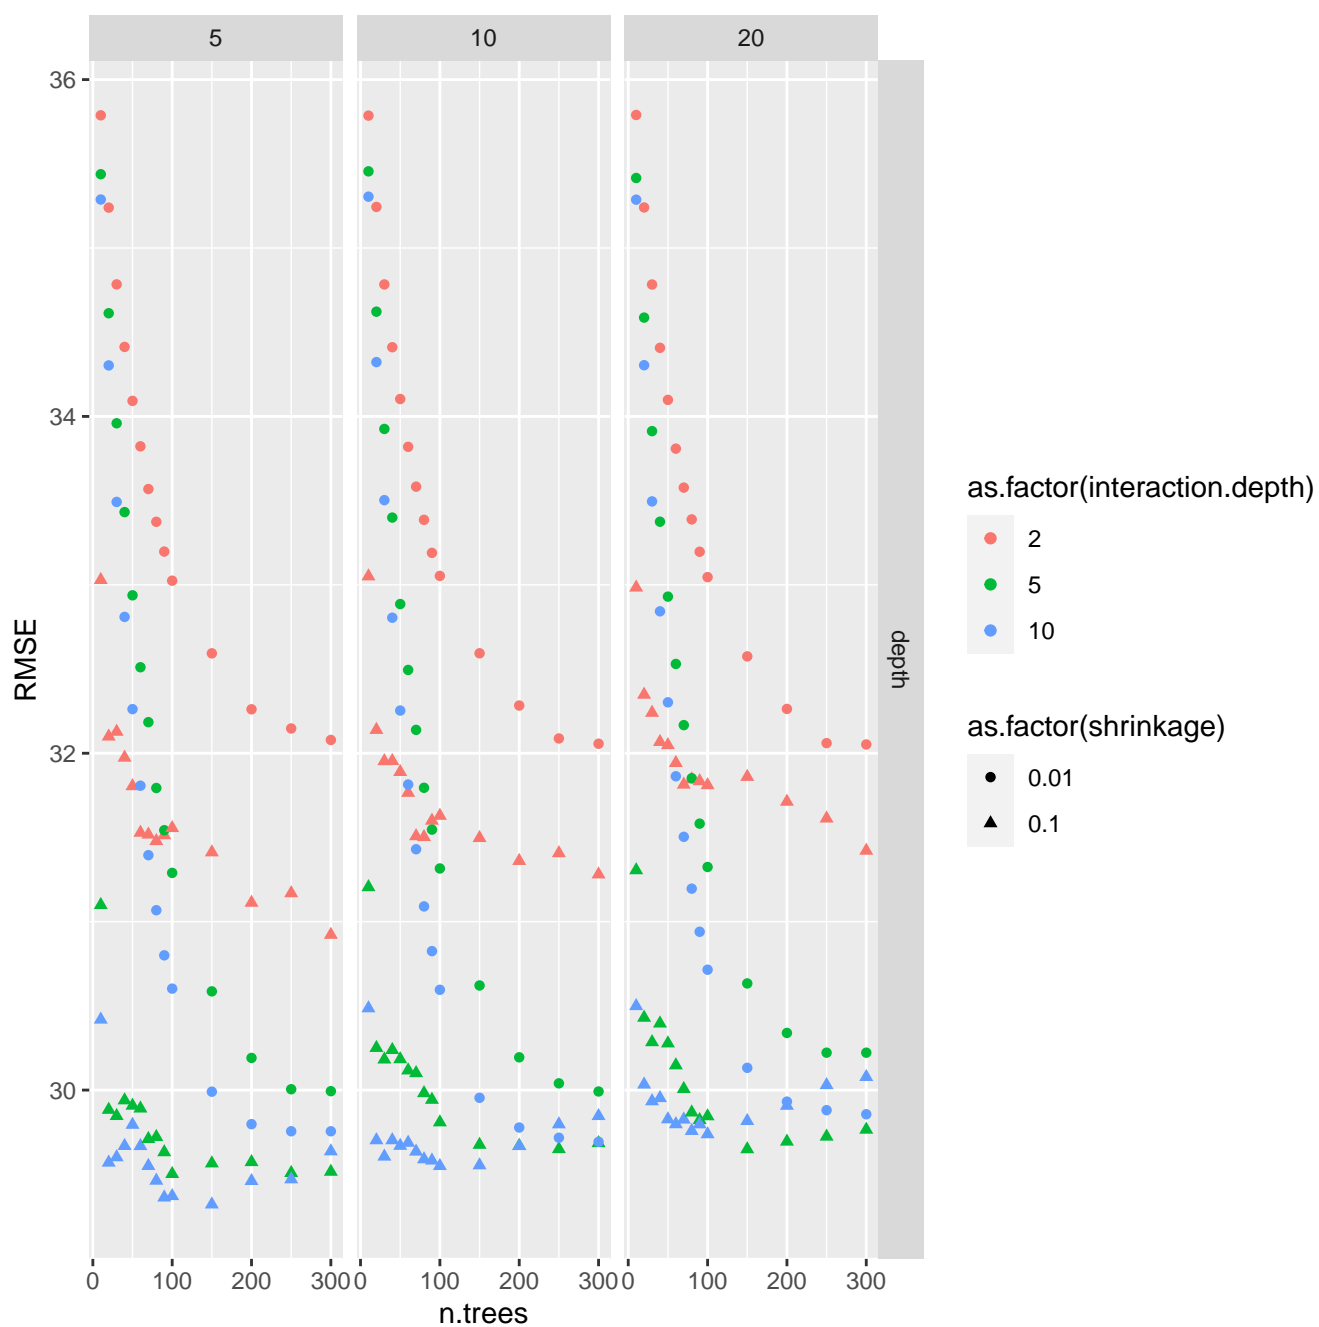 5 10 20
36
34
32
30
RMSE
depth
0 100 200 300 0 100 200 300 0 100 200 300
n.trees
as.factor(interaction.depth)
2
5
10
as.factor(shrinkage)
0.01
0.1